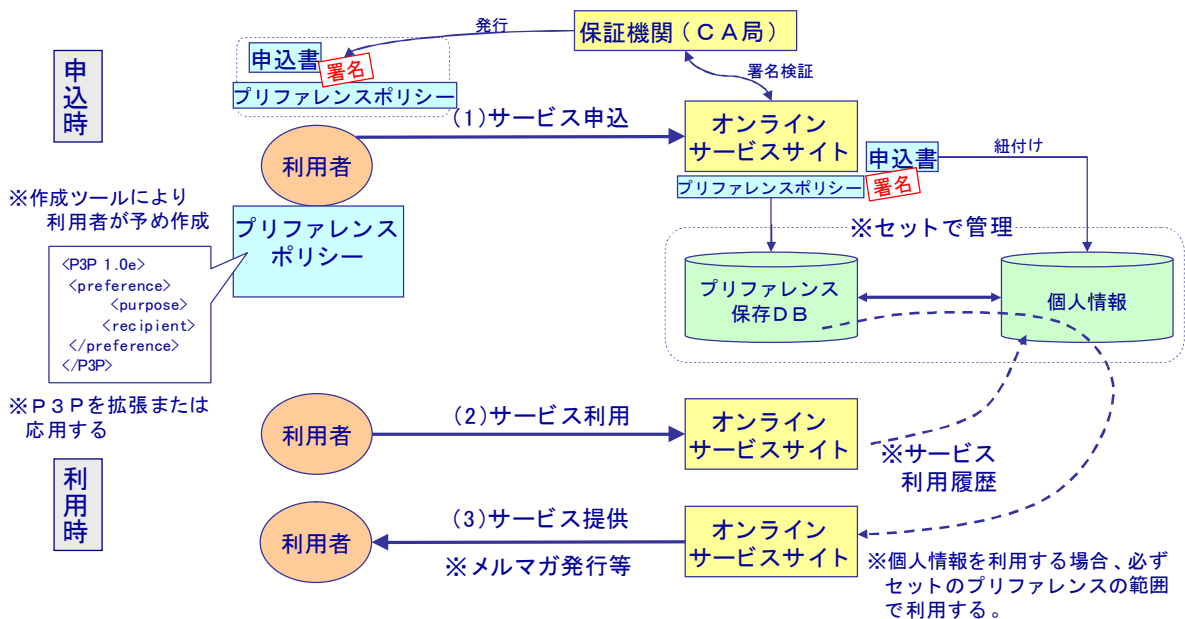 発行
保証機関(CA局)
申込書
署名
プリファレンスポリシー
署名検証
申込時
(1)サービス申込
オンライン
サービスサイト
利用者
申込書
紐付け
プリファレンスポリシー
署名
※作成ツールにより
利用者が予め作成
プリファレンス
ポリシー
※セットで管理
<P3P 1.0e>
<preference>
<purpose>
<recipient>
</preference>
</P3P>
プリファレンス
保存DB
個人情報
※P3Pを拡張または
応用する
利用者
(2)サービス利用
オンライン
サービスサイト
※サービス
利用履歴
利用時
利用者
(3)サービス提供
※メルマガ発行等
オンライン
サービスサイト
※個人情報を利用する場合、必ず
セットのプリファレンスの範囲
で利用する。